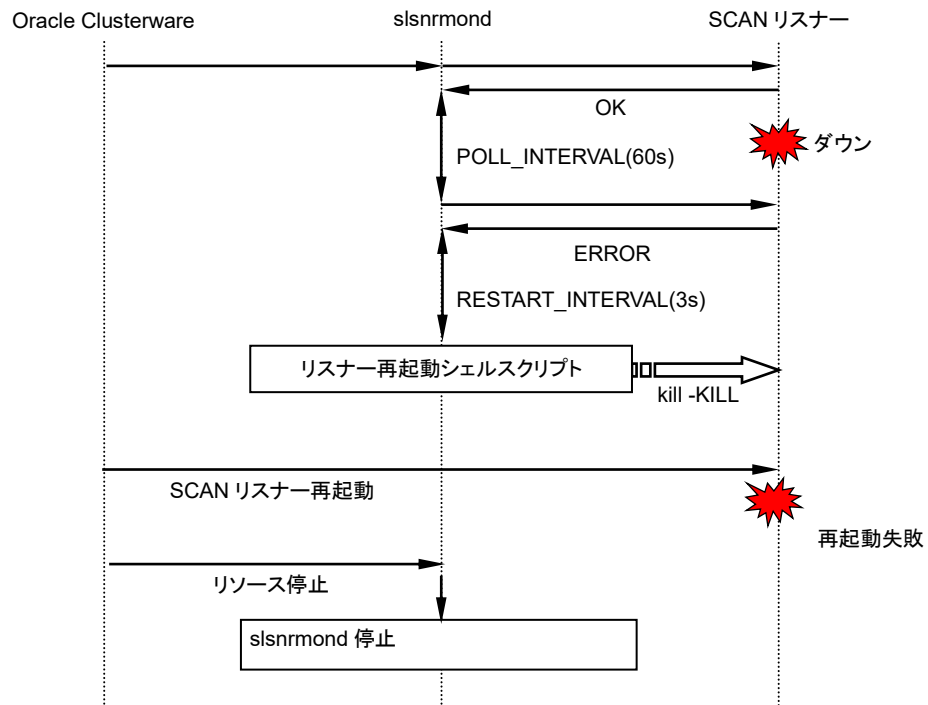 Oracle Clusterware
slsnrmond
SCAN リスナー
OK
ダウン
POLL_INTERVAL(60s)
ERROR
RESTART_INTERVAL(3s)
リスナー再起動シェルスクリプト
kill -KILL
SCAN リスナー再起動
再起動失敗
リソース停止
slsnrmond 停止